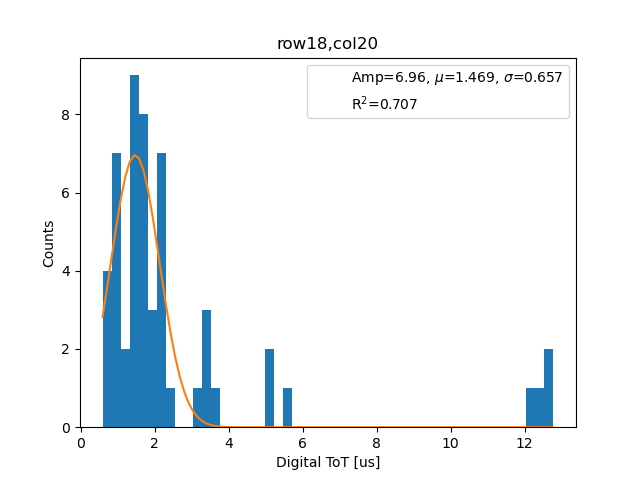 row18,col20
Amp=6.96, μ=1.469, σ=0.657
R²=0.707
Counts
8
6
4
2
0
0 2 4 6 8 10 12
Digital ToT [us]